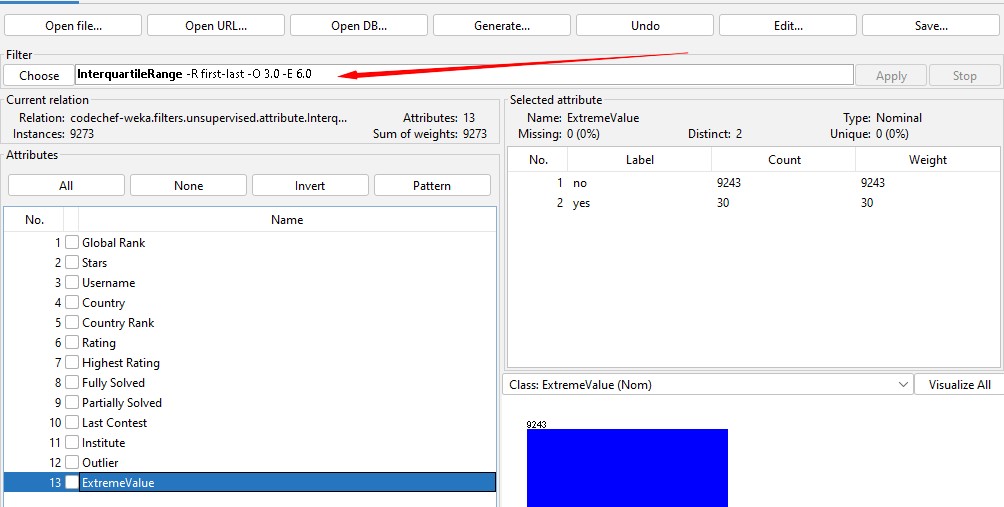 Open file... Open URL... Open DB... Generate... Undo Edit... Save...
Filter
Choose InterquartileRange -R first-last -O 3.0 -E 6.0 Apply Stop
Current relation
Relation: codechef-weka.filters.unsupervised.attribute.Interq... Attributes: 13
Instances: 9273 Sum of weights: 9273
Attributes
All None Invert Pattern
No. Name
1 Global Rank
2 Stars
3 Username
4 Country
5 Country Rank
6 Rating
7 Highest Rating
8 Fully Solved
9 Partially Solved
10 Last Contest
11 Institute
12 Outlier
13 ExtremeValue
Selected attribute
Name: ExtremeValue Type: Nominal
Missing: 0 (0%) Distinct: 2 Unique: 0 (0%)
No. Label Count Weight
1 no 9243 9243
2 yes 30 30
Class: ExtremeValue (Nom) Visualize All
9243